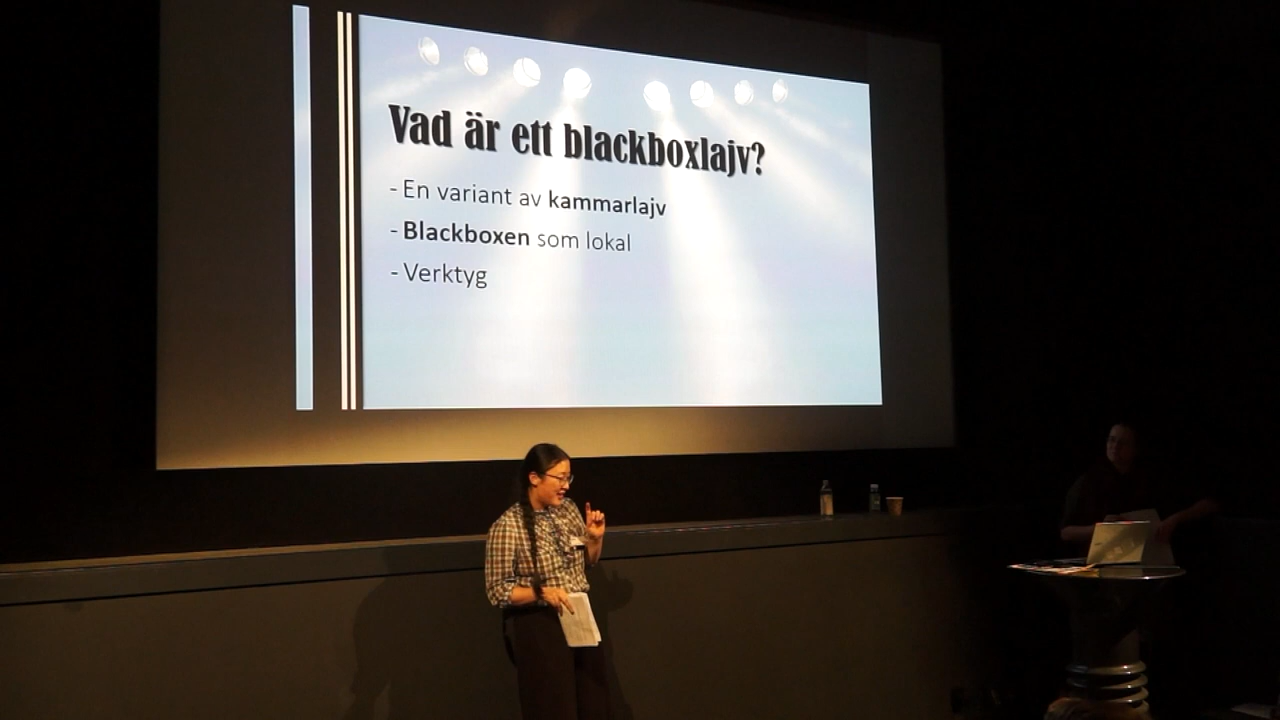 Vad är ett blackboxlajv?
- En variant av kammarlajv
- Blackboxen som lokal
- Verktyg